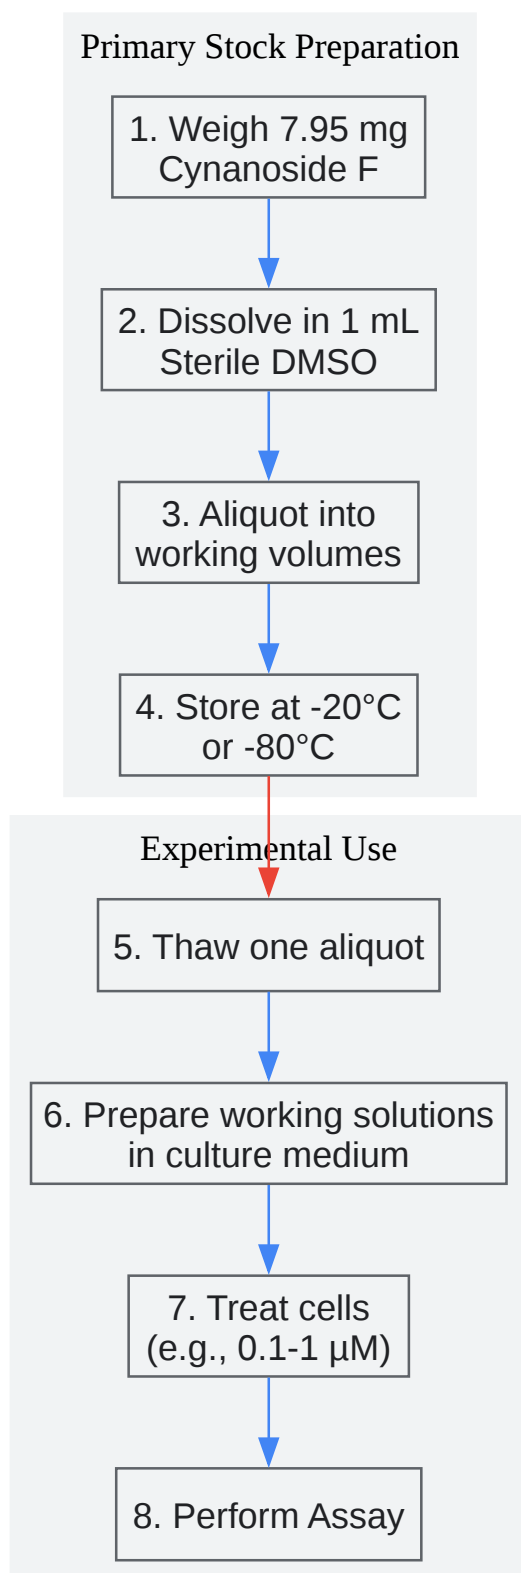 Primary Stock Preparation
1. Weigh 7.95 mg
Cynanoside F
2. Dissolve in 1 mL
Sterile DMSO
3. Aliquot into
working volumes
4. Store at -20°C
or -80°C
Experimental Use
5. Thaw one aliquot
6. Prepare working solutions
in culture medium
7. Treat cells
(e.g., 0.1-1 µM)
8. Perform Assay